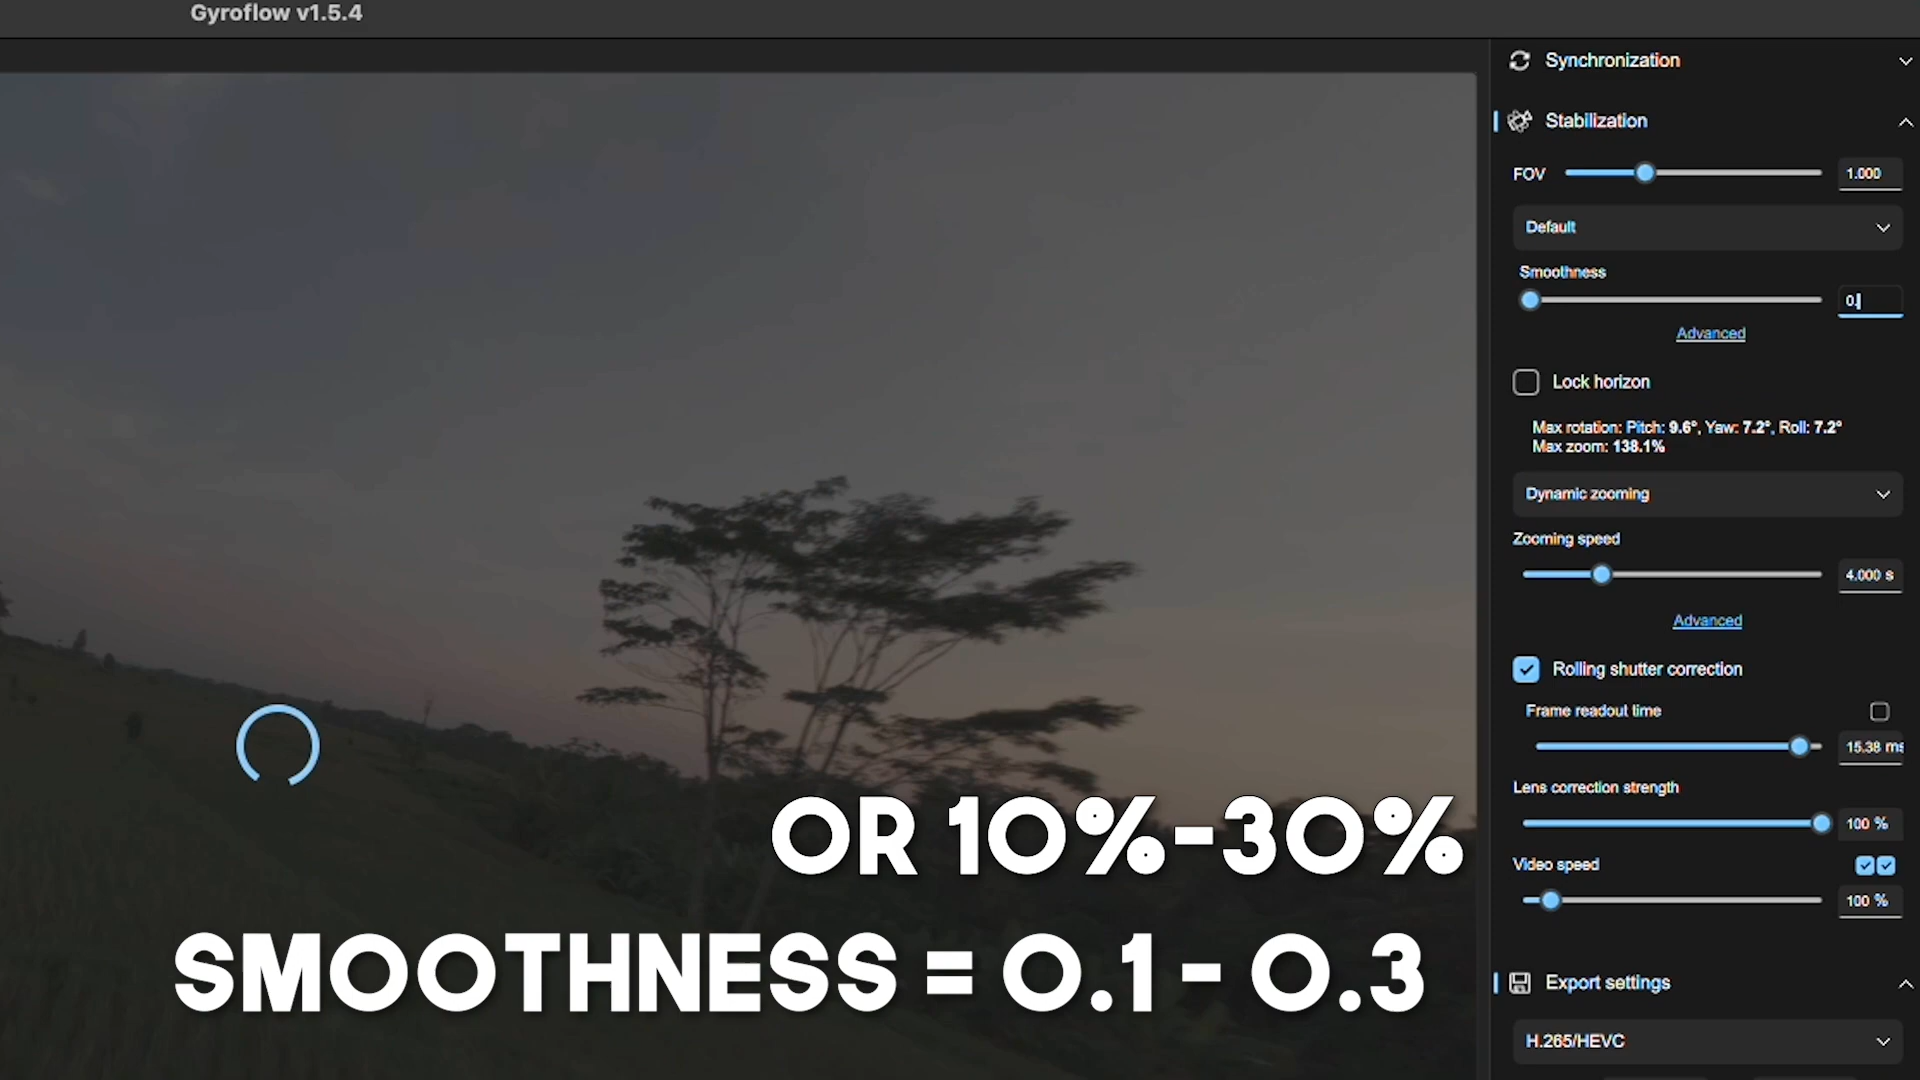 Gyroflow v1.5.4
Synchronization
Stabilization
FOV
1.000
Default
Smoothness
0.
Advanced
Lock horizon
Max rotation: Pitch: 9.6°, Yaw: 7.2°, Roll: 7.2°
Max zoom: 138.1%
Dynamic zooming
Zooming speed
4.000 s
Advanced
Rolling shutter correction
Frame readout time
15.38 ms
Lens correction strength
100 %
Video speed
100 %
Export settings
H.265/HEVC
OR 10%-30%
SMOOTHNESS = 0.1 - 0.3